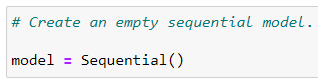 # Create an empty sequential model.
model = Sequential()